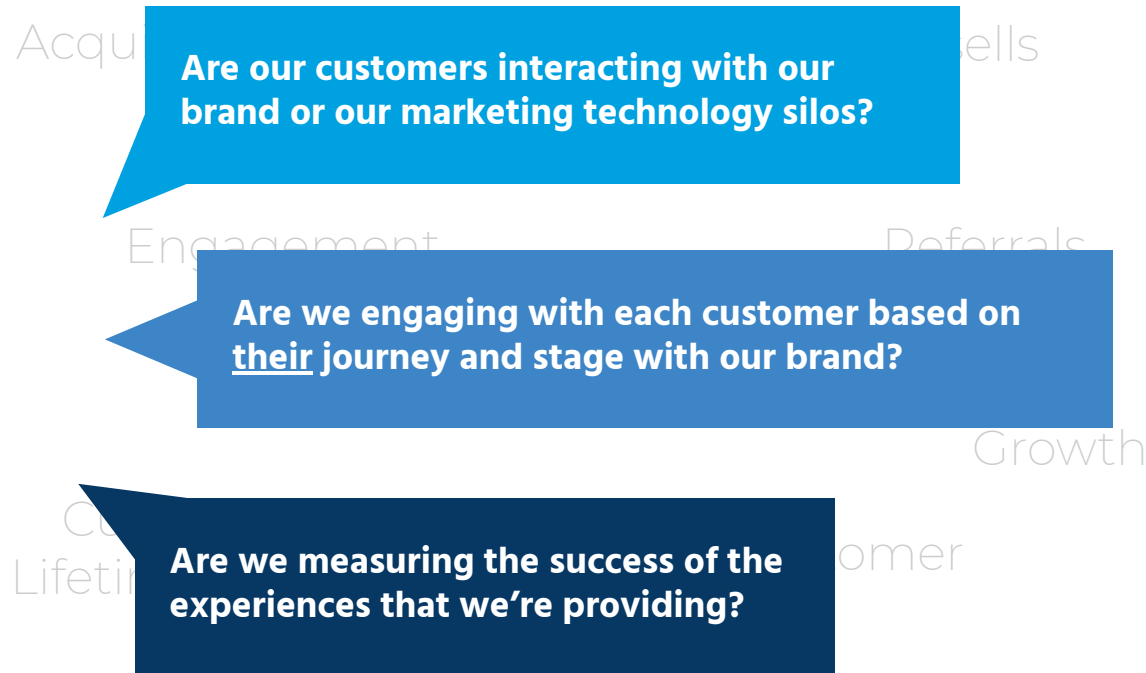 Are our customers interacting with our
brand or our marketing technology silos?
Engagement
Referrals
Are we engaging with each customer based on
their journey and stage with our brand?
Growth
Are we measuring the success of the
experiences that we’re providing?